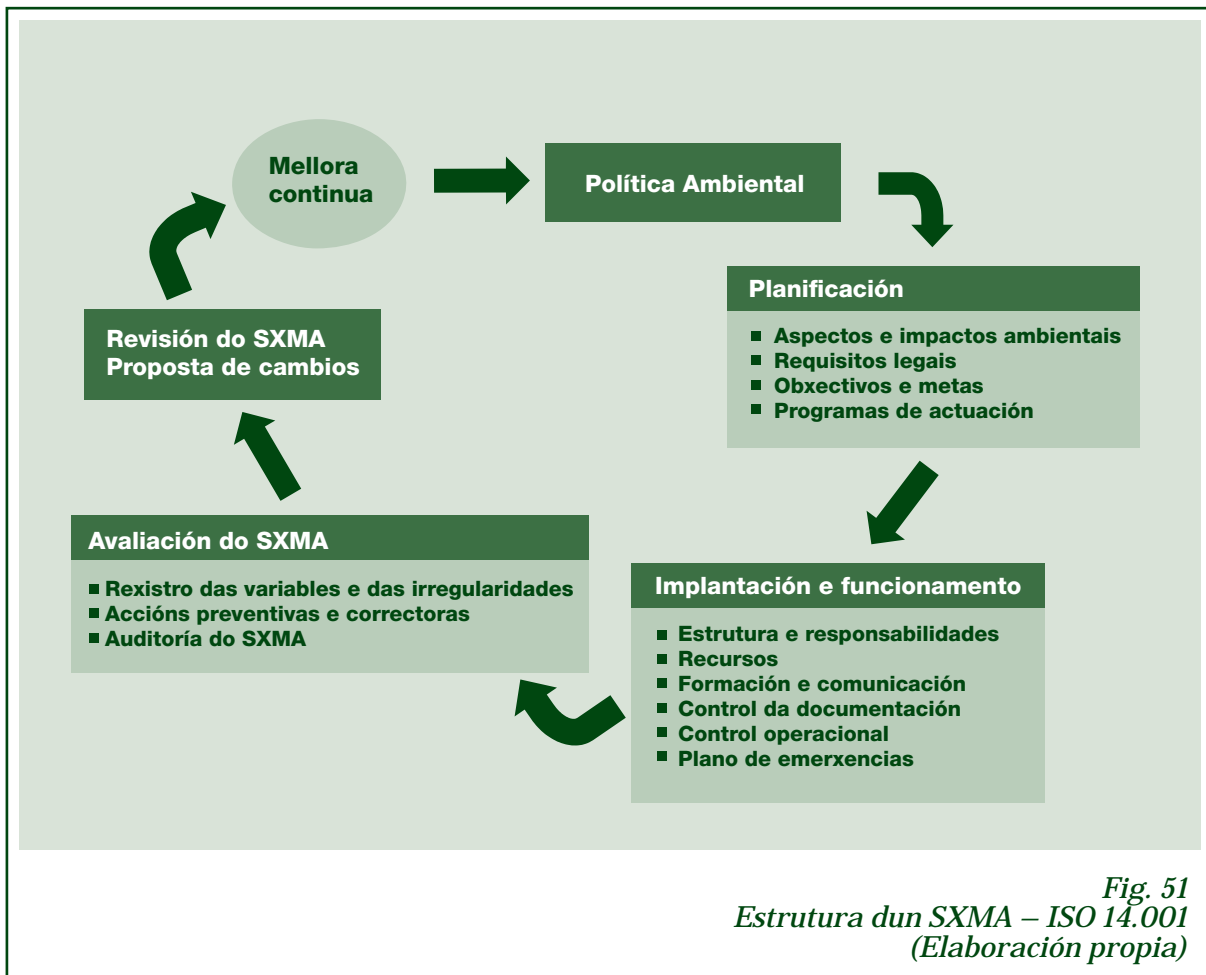 Mellora
continua
Política Ambiental
Planificación
■ Aspectos e impactos ambientais
■ Requisitos legais
■ Obxectivos e metas
■ Programas de actuación
Implantación e funcionamento
■ Estrutura e responsabilidades
■ Recursos
■ Formación e comunicación
■ Control da documentación
■ Control operacional
■ Plano de emerxencias
Avaliación do SXMA
■ Rexistro das variables e das irregularidades
■ Accións preventivas e correctoras
■ Auditoría do SXMA
Revisión do SXMA
Proposta de cambios
Fig. 51
Estrutura dun SXMA – ISO 14.001
(Elaboración propia)